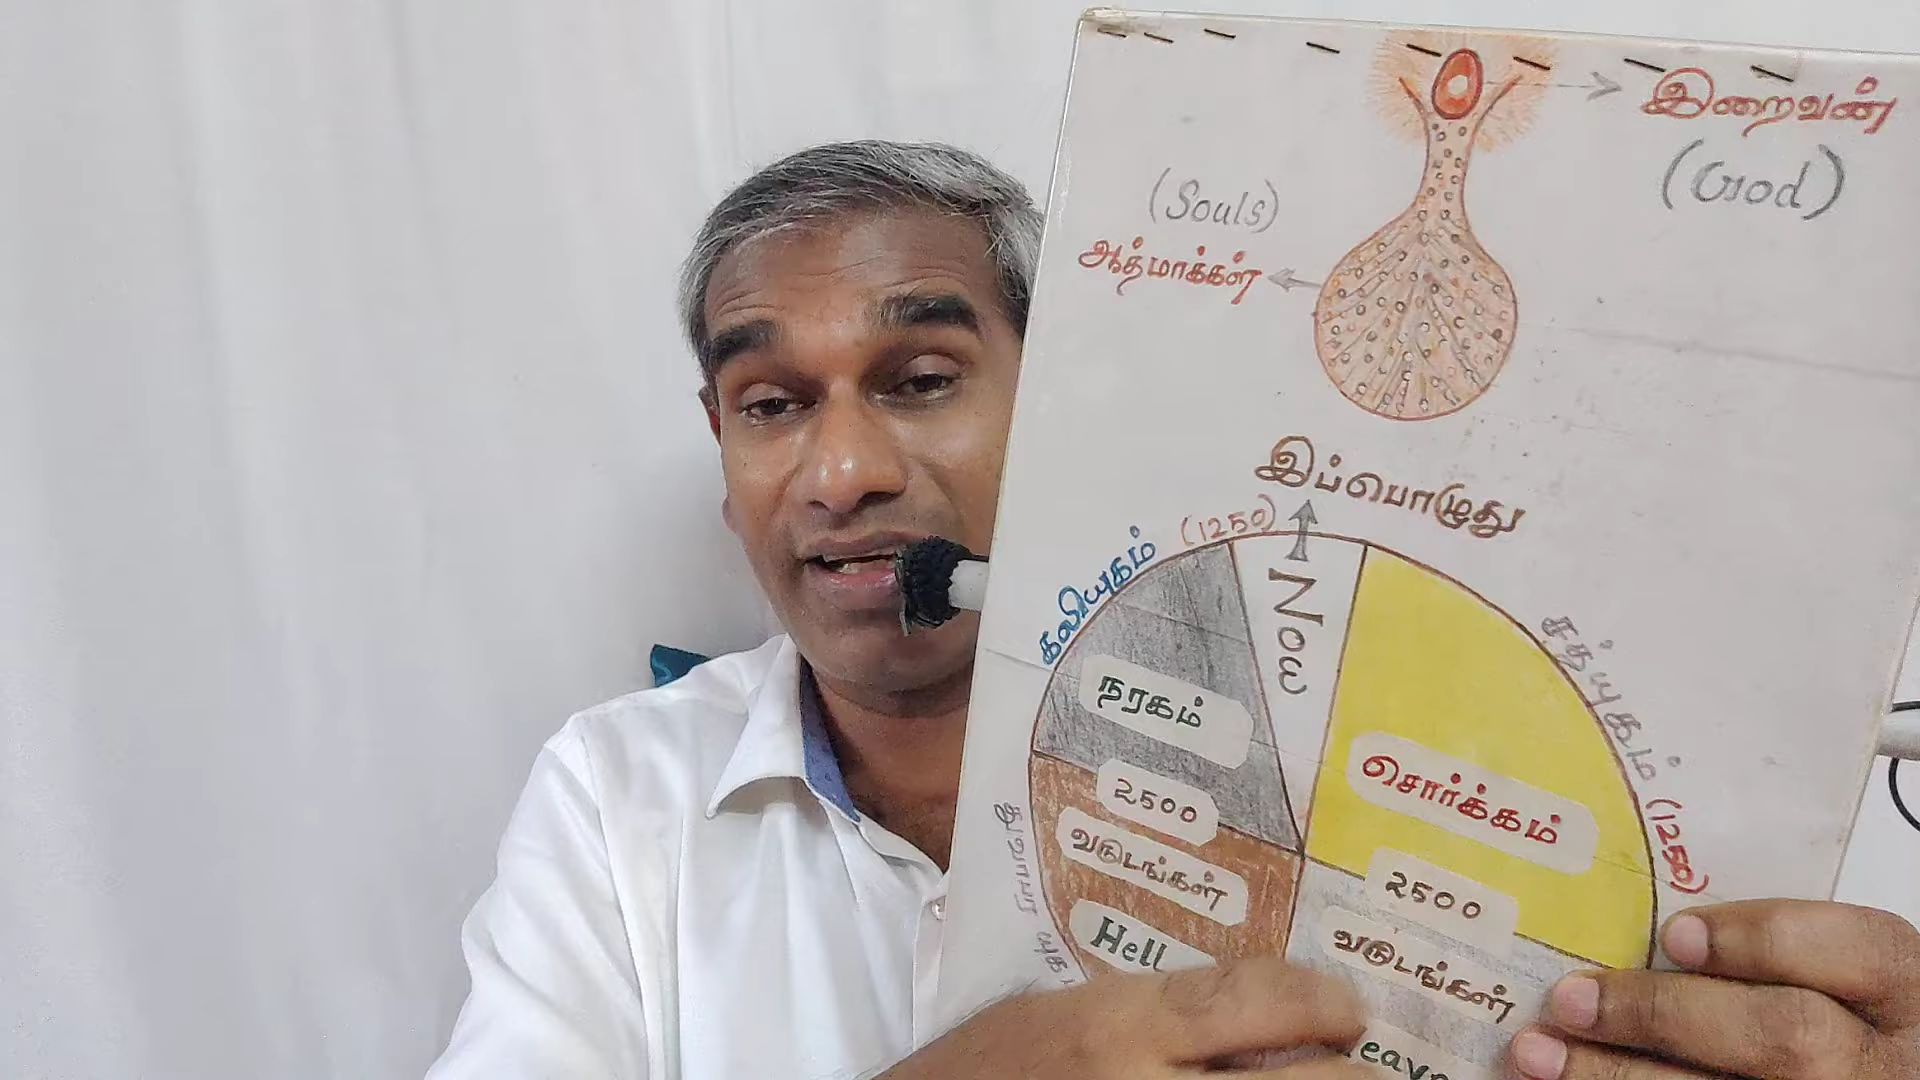 இறைவண்
(God)
(Souls)
ஆத்மாக்கள்
இப்பொழுது
கலியுகம் (1250)
Now
சத்யுகம் (1250)
நரகம்
சொர்க்கம்
2500
வருடங்கள்
Hell
2500
வருடங்கள்